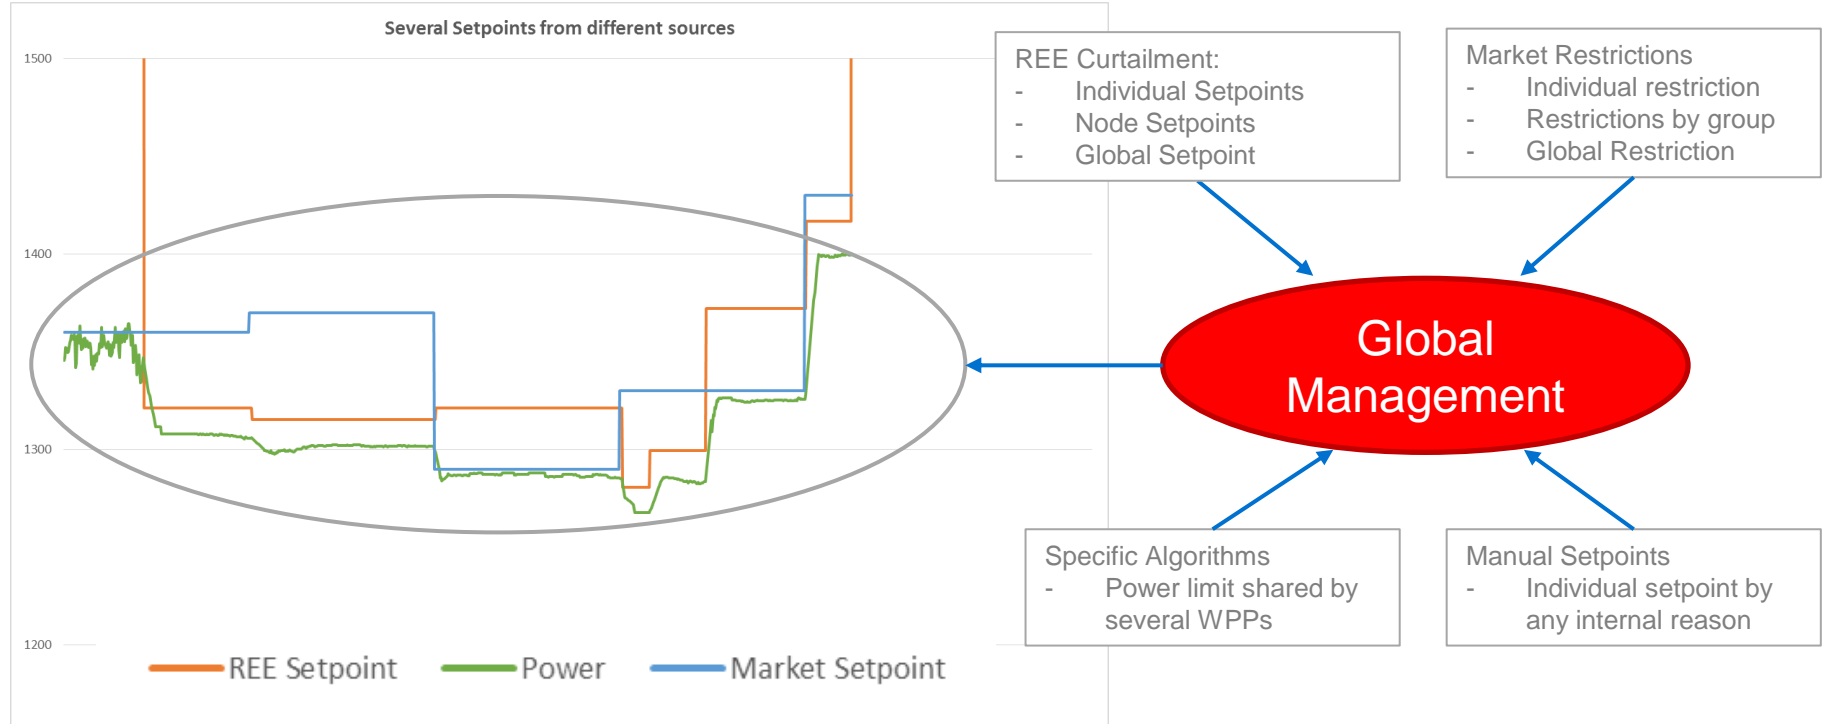 Several Setpoints from different sources
1500
1400
1300
1200
REE Setpoint
Power
Market Setpoint
REE Curtailment:
- Individual Setpoints
- Node Setpoints
- Global Setpoint
Market Restrictions
- Individual restriction
- Restrictions by group
- Global Restriction
Global
Management
Specific Algorithms
- Power limit shared by
several WPPs
Manual Setpoints
- Individual setpoint by
any internal reason